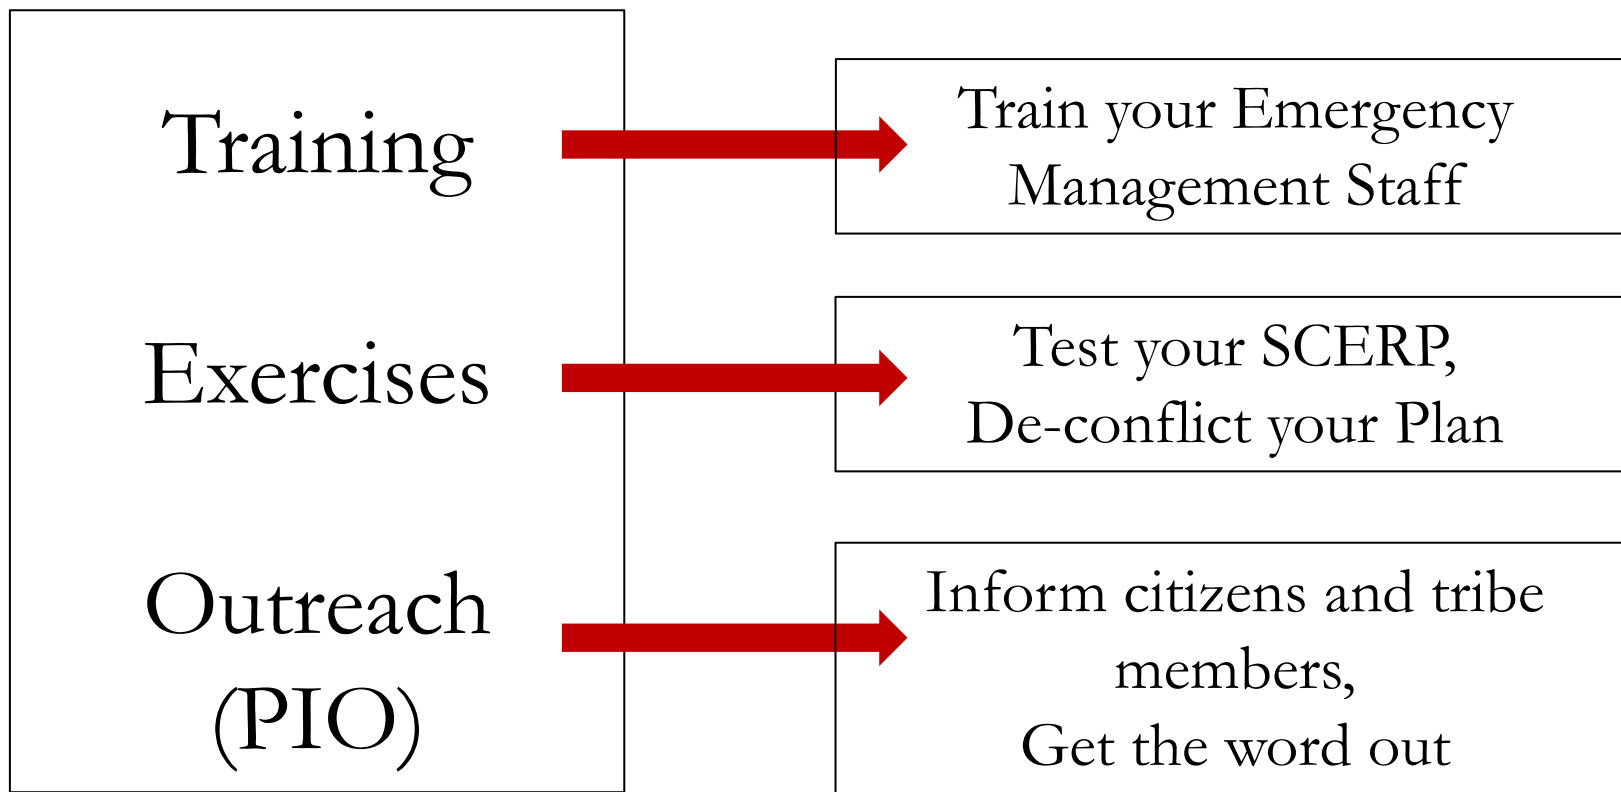 Training
Train your Emergency
Management Staff
Exercises
Test your SCERP,
De-conflict your Plan
Outreach
(PIO)
Inform citizens and tribe
members,
Get the word out